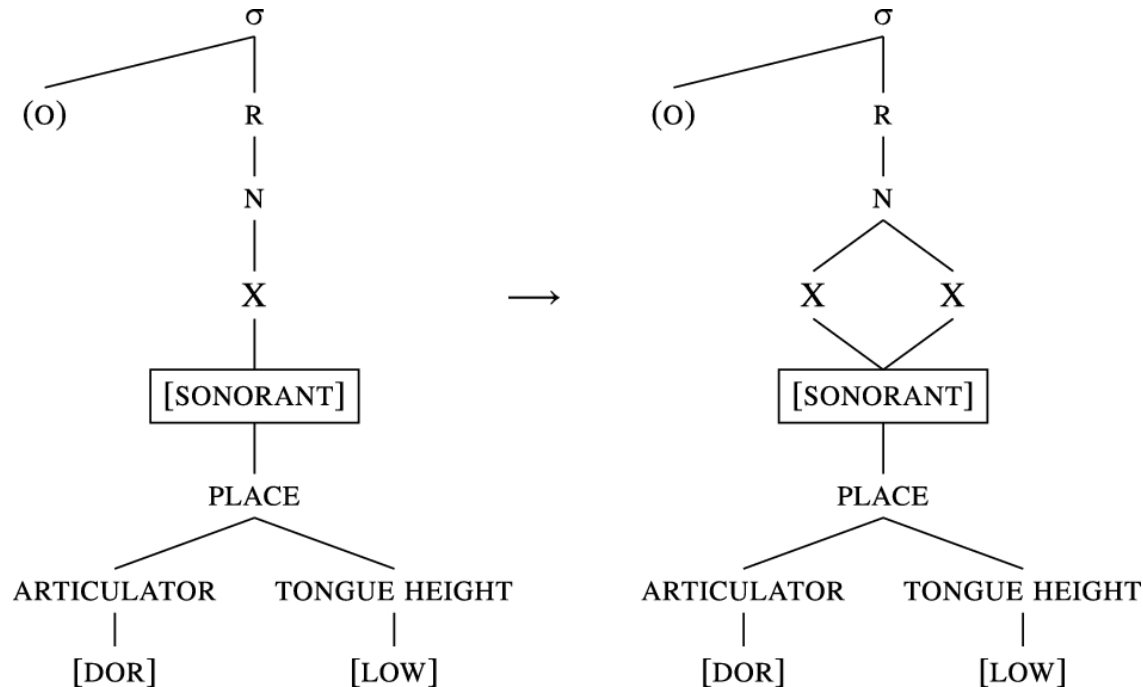 σ σ
(O) R (O) R
N N
X → X X
[SONORANT] [SONORANT]
PLACE PLACE
ARTICULATOR TONGUE HEIGHT ARTICULATOR TONGUE HEIGHT
[DOR] [LOW] [DOR] [LOW]